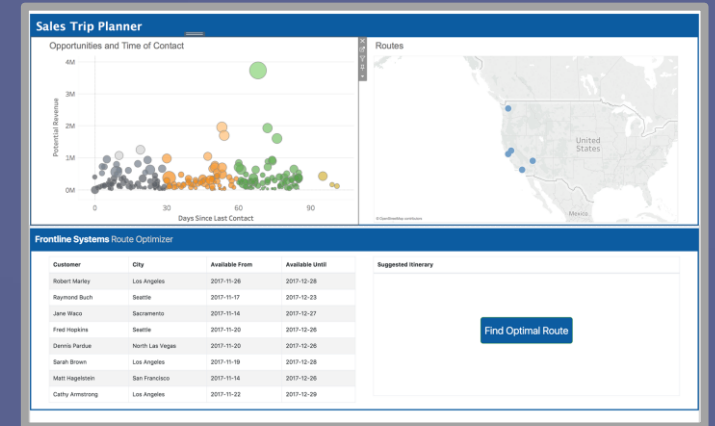 Sales Trip Planner
Opportunities and Time of Contact
Routes
4M
3M
2M
1M
0M
Potential Revenue
0 30 60 90
Days Since Last Contact
United
States
Mexico
© OpenStreetMap contributors
Frontline Systems Route Optimizer
Customer City Available From Available Until
Robert Marley Los Angeles 2017-11-26 2017-12-28
Raymond Buch Seattle 2017-11-17 2017-12-23
Jane Waco Sacramento 2017-11-14 2017-12-27
Fred Hopkins Seattle 2017-11-20 2017-12-26
Dennis Pardue North Las Vegas 2017-11-20 2017-12-26
Sarah Brown Los Angeles 2017-11-19 2017-12-28
Matt Hagelstein San Francisco 2017-11-14 2017-12-26
Cathy Armstrong Los Angeles 2017-11-22 2017-12-29
Suggested Itinerary
Find Optimal Route